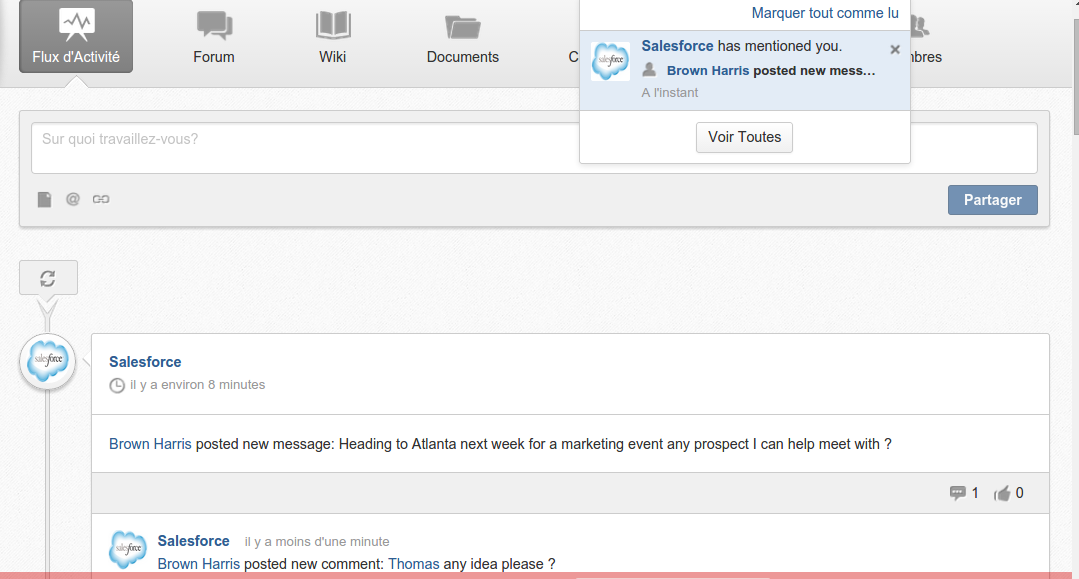 Marquer tout comme lu
Flux d'Activité
Forum
Wiki
Documents
C
bres
salesforce
Salesforce has mentioned you.
Brown Harris posted new mess…
A l'instant
Voir Toutes
Sur quoi travaillez-vous?
@
Partager
salesforce
Salesforce
il y a environ 8 minutes
Brown Harris posted new message: Heading to Atlanta next week for a marketing event any prospect I can help meet with ?
1 0
salesforce
Salesforce il y a moins d'une minute
Brown Harris posted new comment: Thomas any idea please ?